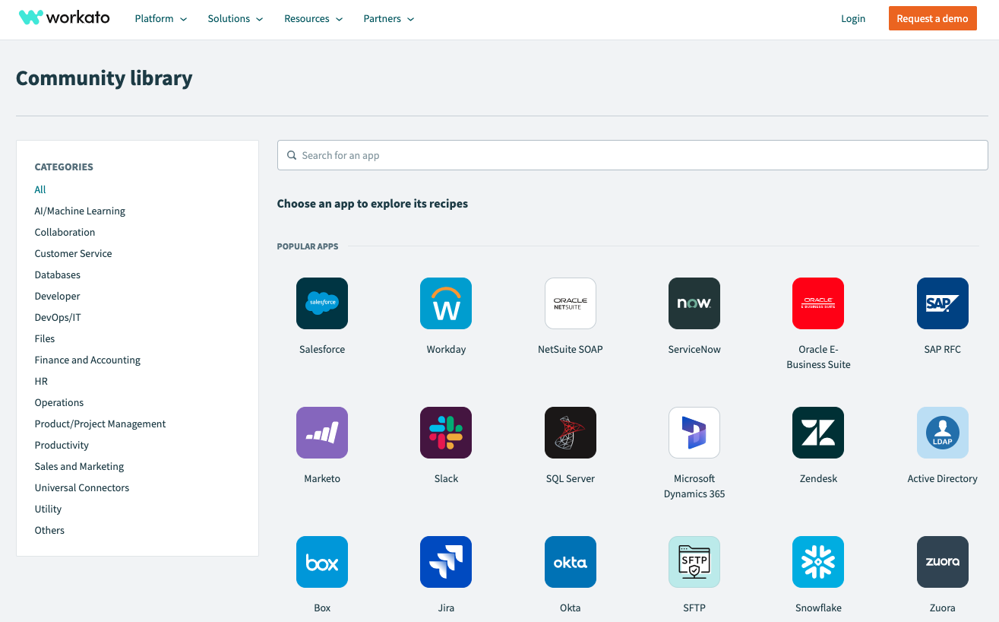 workato Platform Solutions Resources Partners Login Request a demo
Community library
CATEGORIES
All
AI/Machine Learning
Collaboration
Customer Service
Databases
Developer
DevOps/IT
Files
Finance and Accounting
HR
Operations
Product/Project Management
Productivity
Sales and Marketing
Universal Connectors
Utility
Others
Search for an app
Choose an app to explore its recipes
POPULAR APPS
salesforce
W
ORACLE
NETSUITE
now
ORACLE
E-BUSINESS SUITE
SAP
Salesforce
Workday
NetSuite SOAP
ServiceNow
Oracle E-
Business Suite
SAP RFC
LDAP
Marketo
Slack
SQL Server
Microsoft
Dynamics 365
Zendesk
Active Directory
box
okta
SFTP
zuora
Box
Jira
Okta
SFTP
Snowflake
Zuora